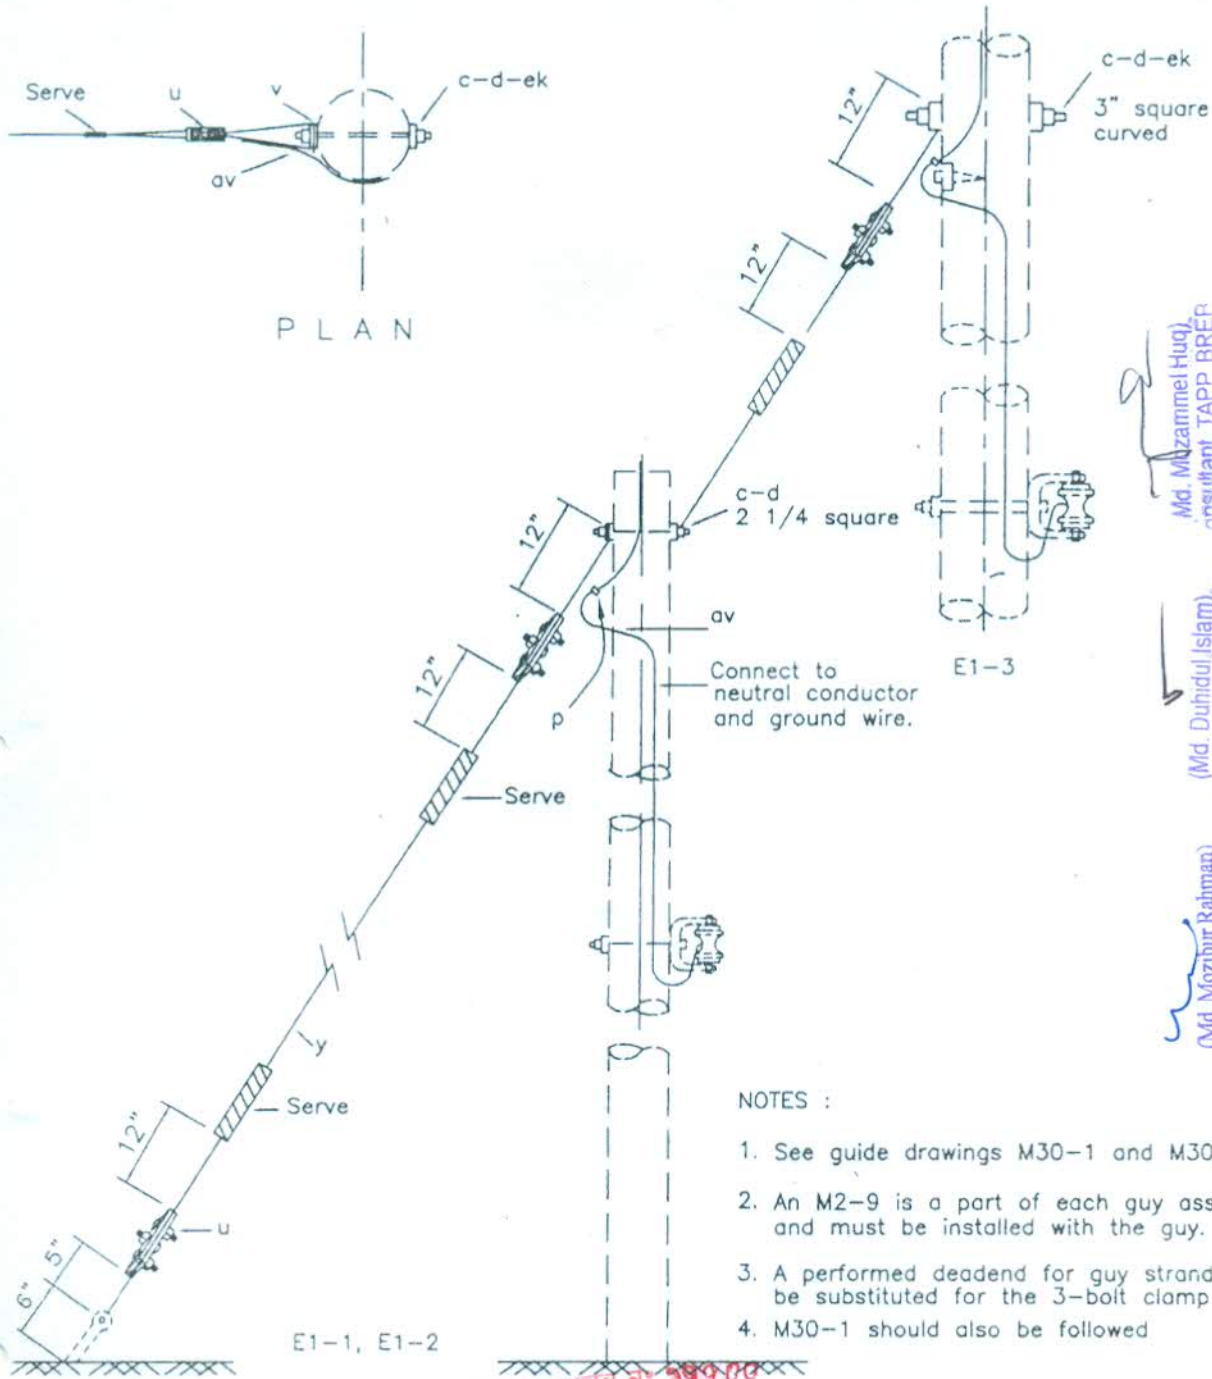 Serve
u
v
c-d-ek
av
PLAN
12"
c-d-ek
3" square
curved
12"
c-d
2 1/4 square
12"
av
E1-3
Connect to
neutral conductor
and ground wire.
12"
p
Serve
y
Serve
12"
u
5"
6"
E1-1, E1-2
NOTES :
1. See guide drawings M30-1 and M30
2. An M2-9 is a part of each guy ass
and must be installed with the guy.
3. A performed deadend for guy strand
be substituted for the 3-bolt clamp
4. M30-1 should also be followed
Md. Mozammel Huq)
onsultant TAPP BRER
(Md. Duhidul Islam)
(Md Mozibur Rahman)